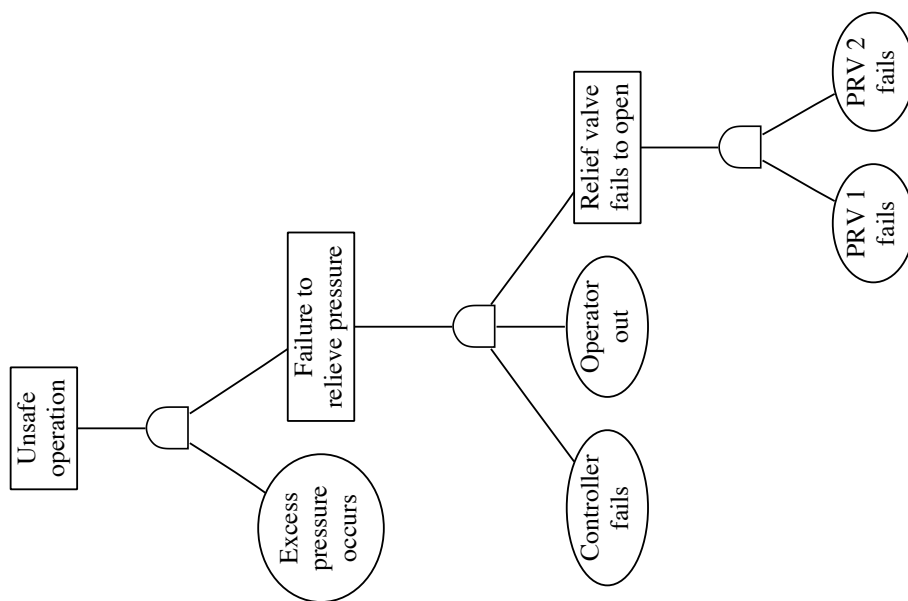 Unsafe
operation
Excess
pressure
occurs
Failure to
relieve pressure
Controller
fails
Operator
out
Relief valve
fails to open
PRV 1
fails
PRV 2
fails